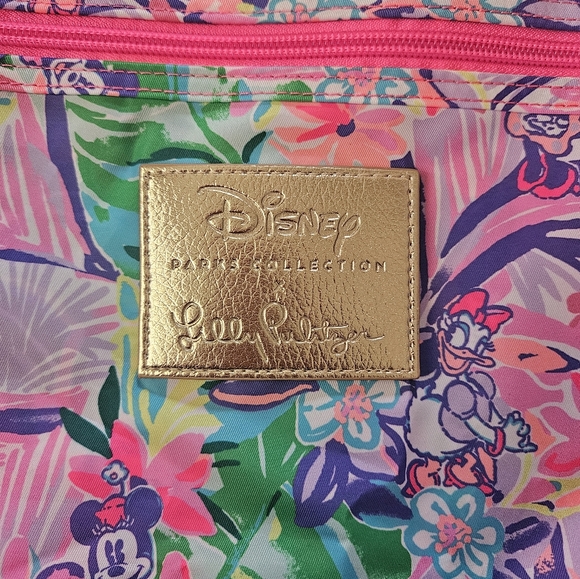 Disney
PARKS COLLECTION
x
Lilly Pulitzer